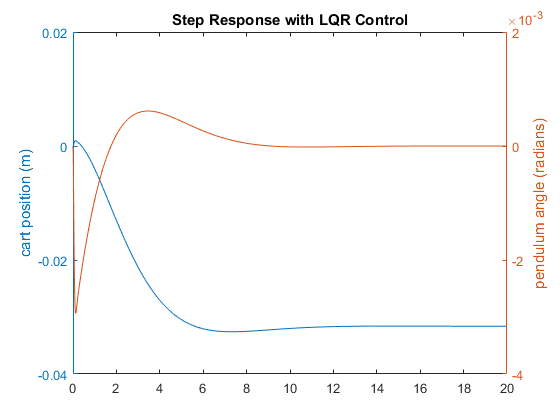 Step Response with LQR Control
×10⁻³
0.02
0
-0.02
-0.04
cart position (m)
2
0
-2
-4
pendulum angle (radians)
0 2 4 6 8 10 12 14 16 18 20